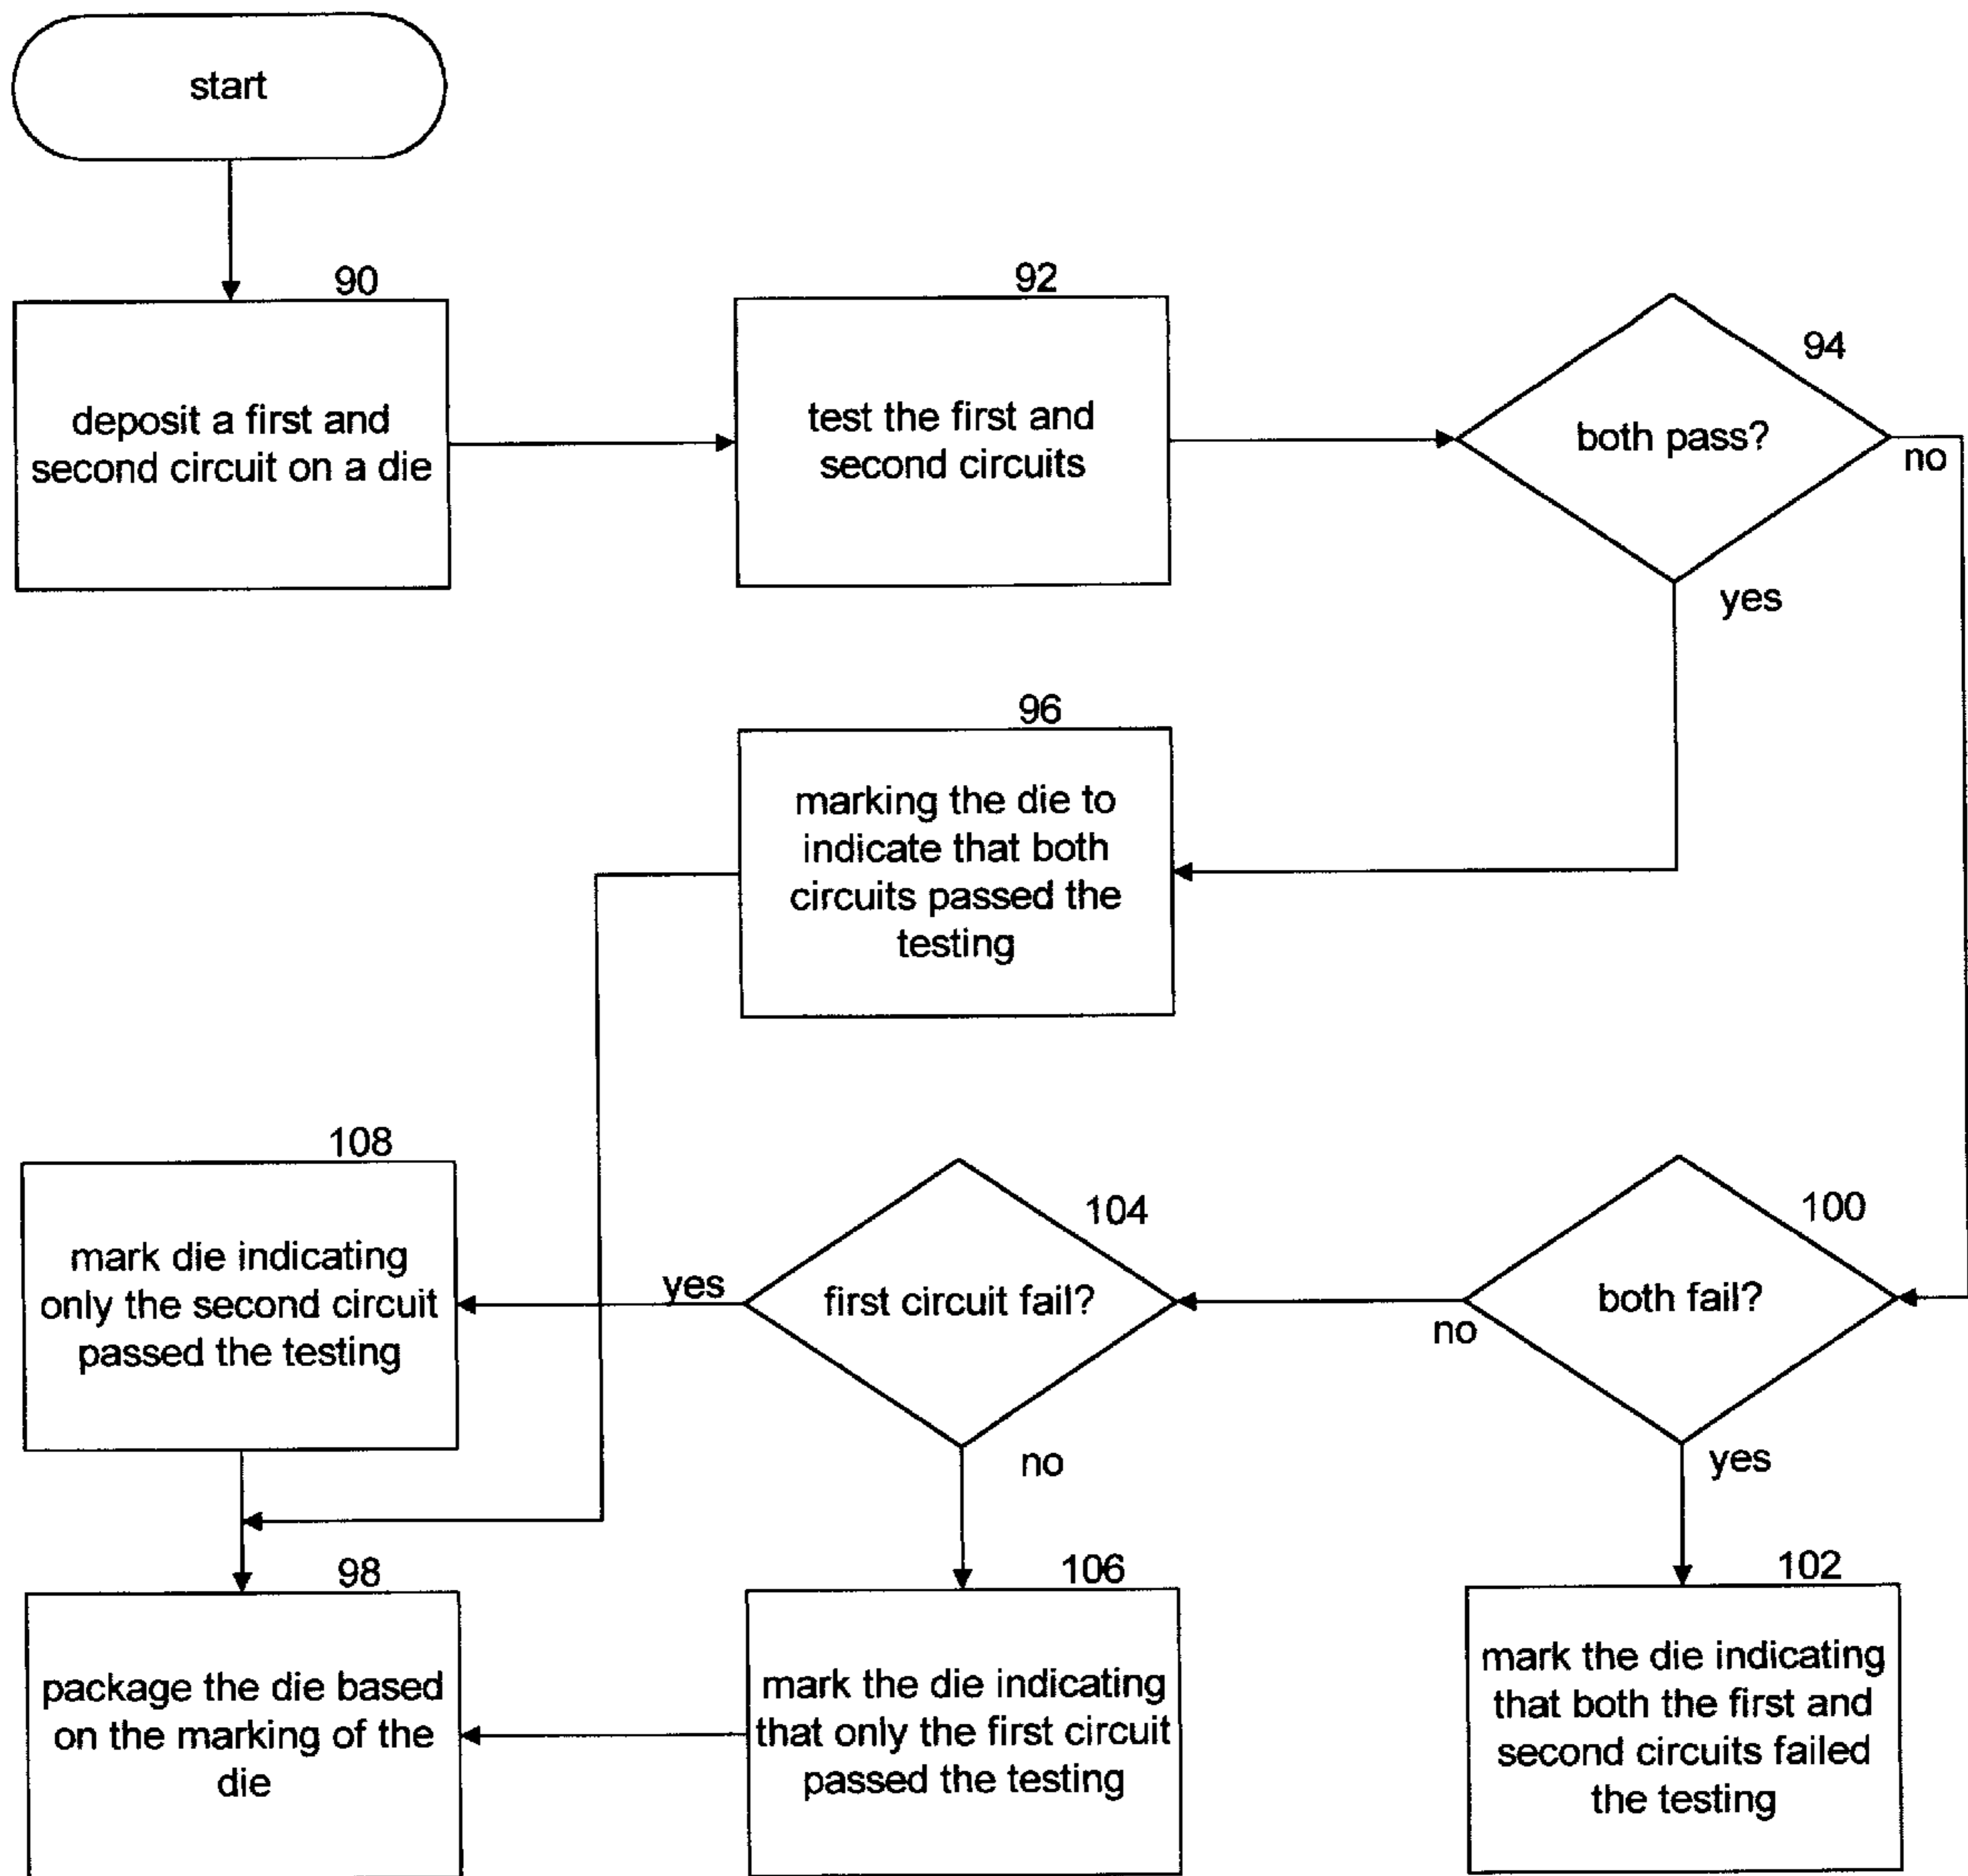 start
90
deposit a first and
second circuit on a die
92
test the first and
second circuits
94
both pass?
no
yes
96
marking the die to
indicate that both
circuits passed the
testing
108
mark die indicating
only the second circuit
passed the testing
104
first circuit fail?
yes
no
100
both fail?
no
yes
98
package the die based
on the marking of the
die
106
mark the die indicating
that only the first circuit
passed the testing
102
mark the die indicating
that both the first and
second circuits failed
the testing